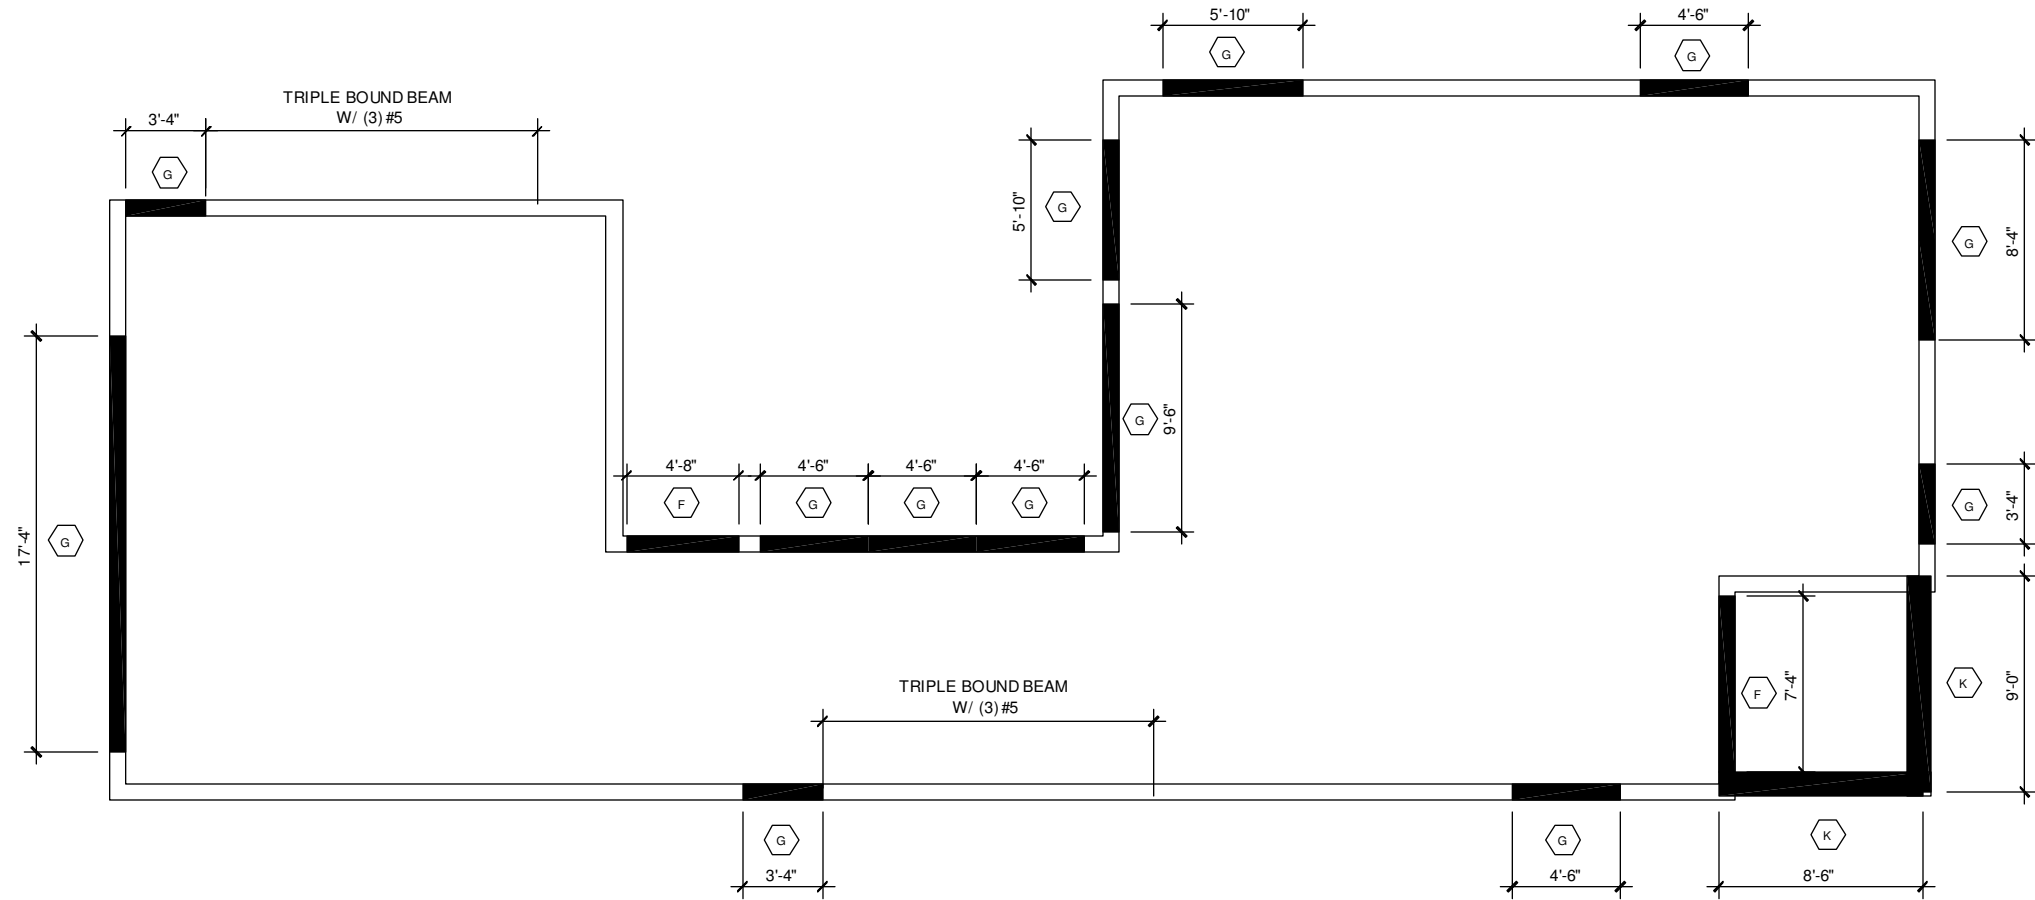 5'-10"
4'-6"
G
G
TRIPLE BOUND BEAM
W/ (3) #5
3'-4"
G
5'-10"
G
G
8'-4"
G
9'-6"
4'-8"
4'-6"
4'-6"
4'-6"
F
G
G
G
G
3'-4"
17'-4"
G
TRIPLE BOUND BEAM
W/ (3) #5
F
7'-4"
K
9'-0"
G
G
K
3'-4"
4'-6"
8'-6"